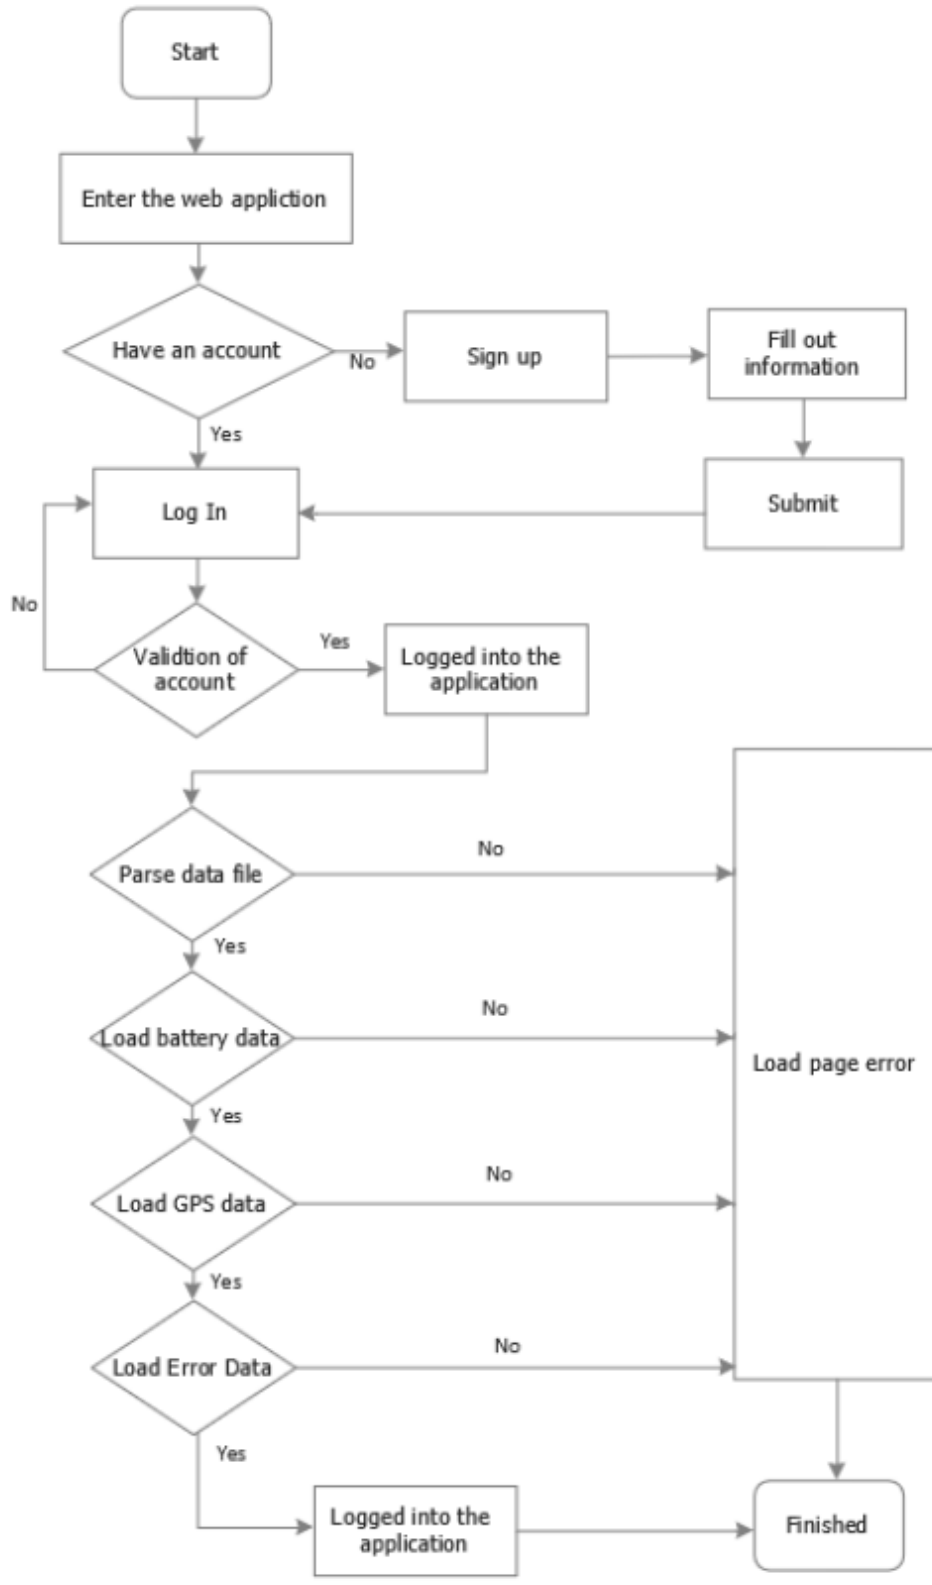 Start
Enter the web appliction
Have an account
No
Sign up
Fill out
information
Yes
Log In
Submit
No
Validtion of
account
Yes
Logged into the
application
Parse data file
No
Yes
Load battery data
No
Load page error
Yes
Load GPS data
No
Yes
Load Error Data
No
Yes
Logged into the
application
Finished